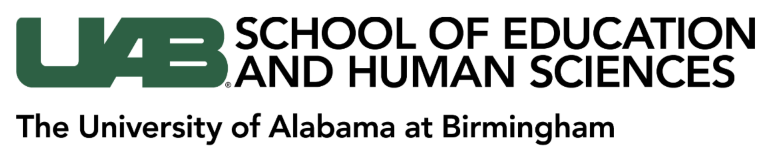 UAB SCHOOL OF EDUCATION
® AND HUMAN SCIENCES
The University of Alabama at Birmingham